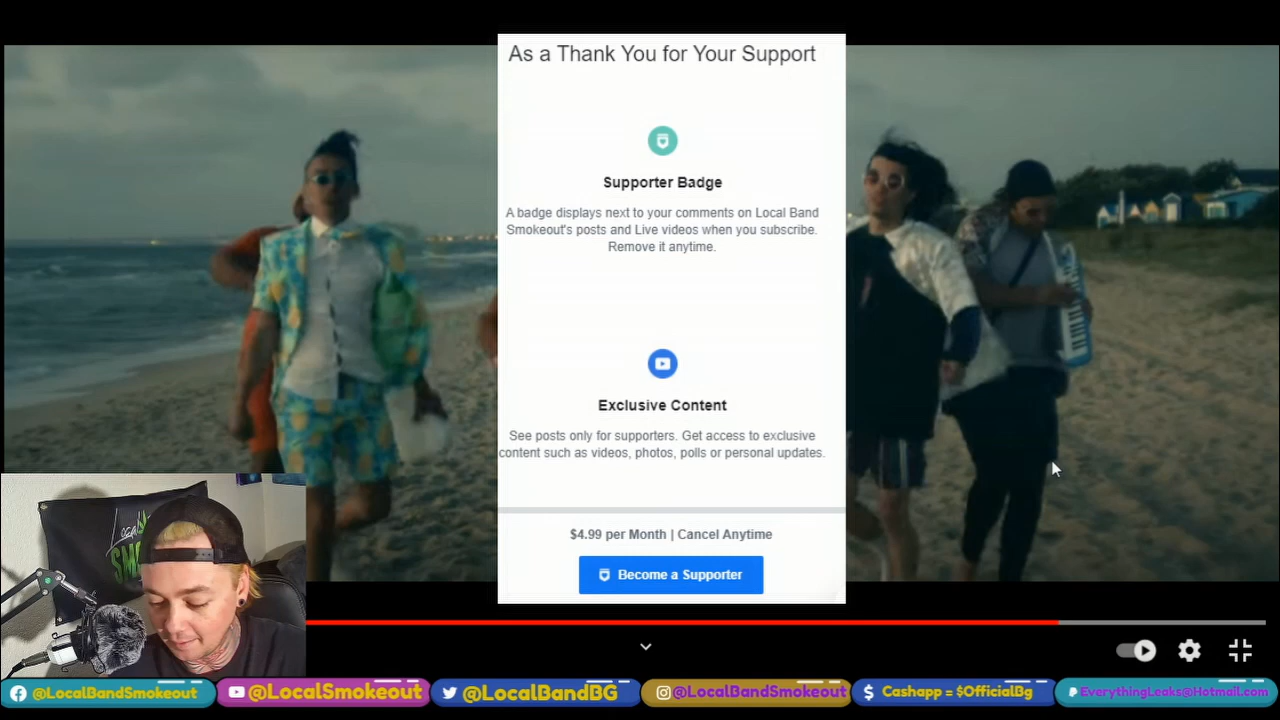 As a Thank You for Your Support
Supporter Badge
A badge displays next to your comments on Local Band
Smokeout's posts and Live videos when you subscribe.
Remove it anytime.
Exclusive Content
See posts only for supporters. Get access to exclusive
content such as videos, photos, polls or personal updates.
$4.99 per Month | Cancel Anytime
Become a Supporter
@LocalBandSmokeout
@LocalSmokeout
@LocalBandBG
@LocalBandSmokeout
Cashapp = $OfficialBg
EverythingLeaks@Hotmail.com